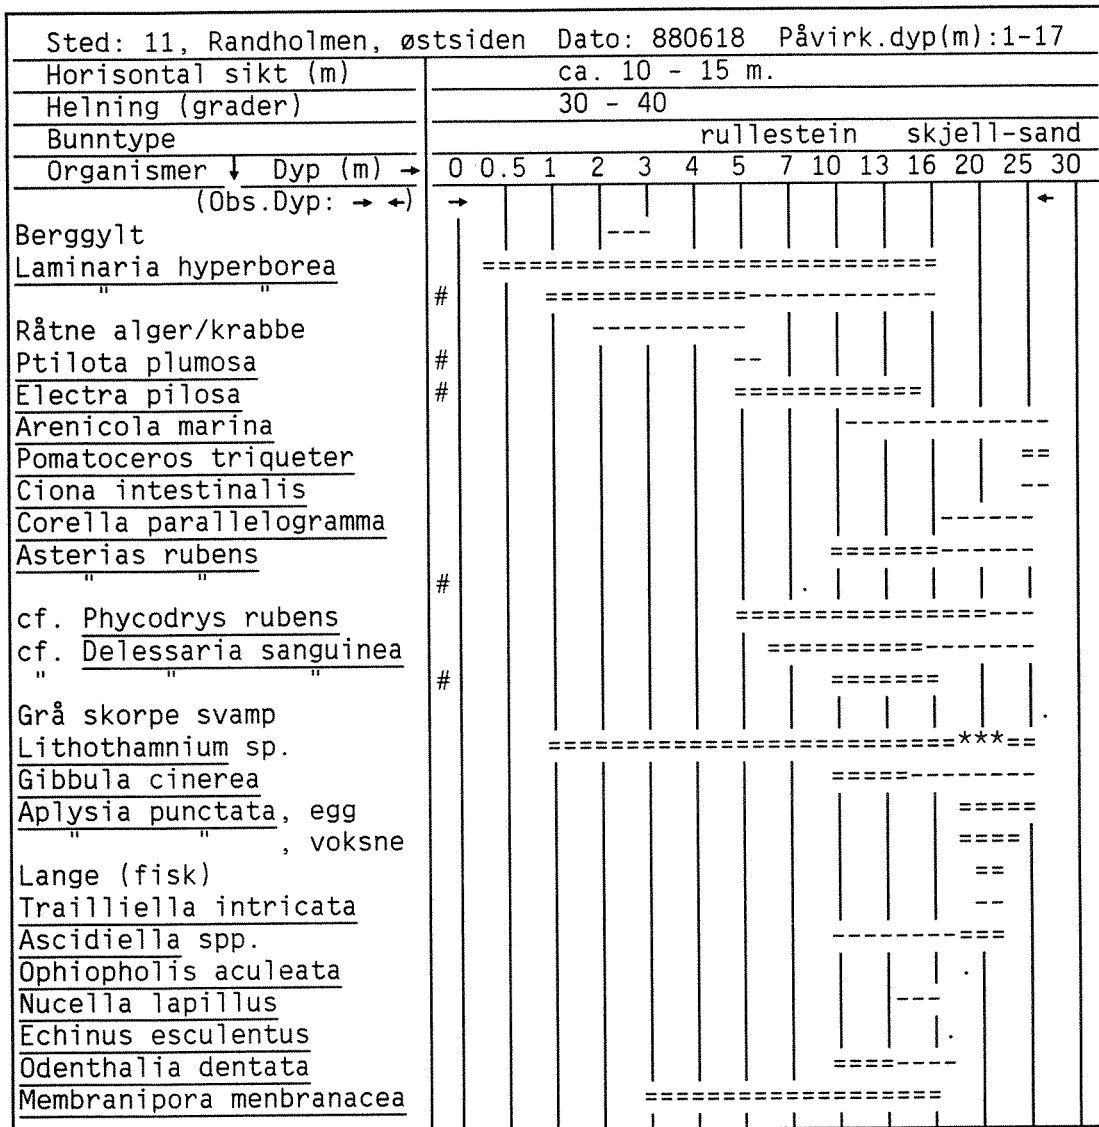 Sted: 11, Randholmen, østsiden Dato: 880618 Påvirk.dyp(m):1-17
Horisontal sikt (m) ca. 10 - 15 m.
Helning (grader) 30 - 40
Bunntype rullestein skjell-sand
Organismer ↓ Dyp (m) → 0 0.5 1 2 3 4 5 7 10 13 16 20 25 30
(Obs.Dyp: → ←) → ←
Berggylt ---
Laminaria hyperborea =============================
" " # =============------------
Råtne alger/krabbe ----------
Ptilota plumosa # --
Electra pilosa # ============
Arenicola marina -------------
Pomatoceros triqueter ==
Ciona intestinalis --
Corella parallelogramma ------
Asterias rubens =======------
" " # .
cf. Phycodrys rubens ================---
cf. Delessaria sanguinea ==========-------
" " " # =======
Grå skorpe svamp .
Lithothamnium sp. ==========================***==
Gibbula cinerea =====--------
Aplysia punctata, egg =====
" " , voksne ====
Lange (fisk) ==
Trailliella intricata --
Ascidiella spp. --------===
Ophiopholis aculeata .
Nucella lapillus ---
Echinus esculentus .
Odenthalia dentata ====----
Membranipora menbranacea ===================